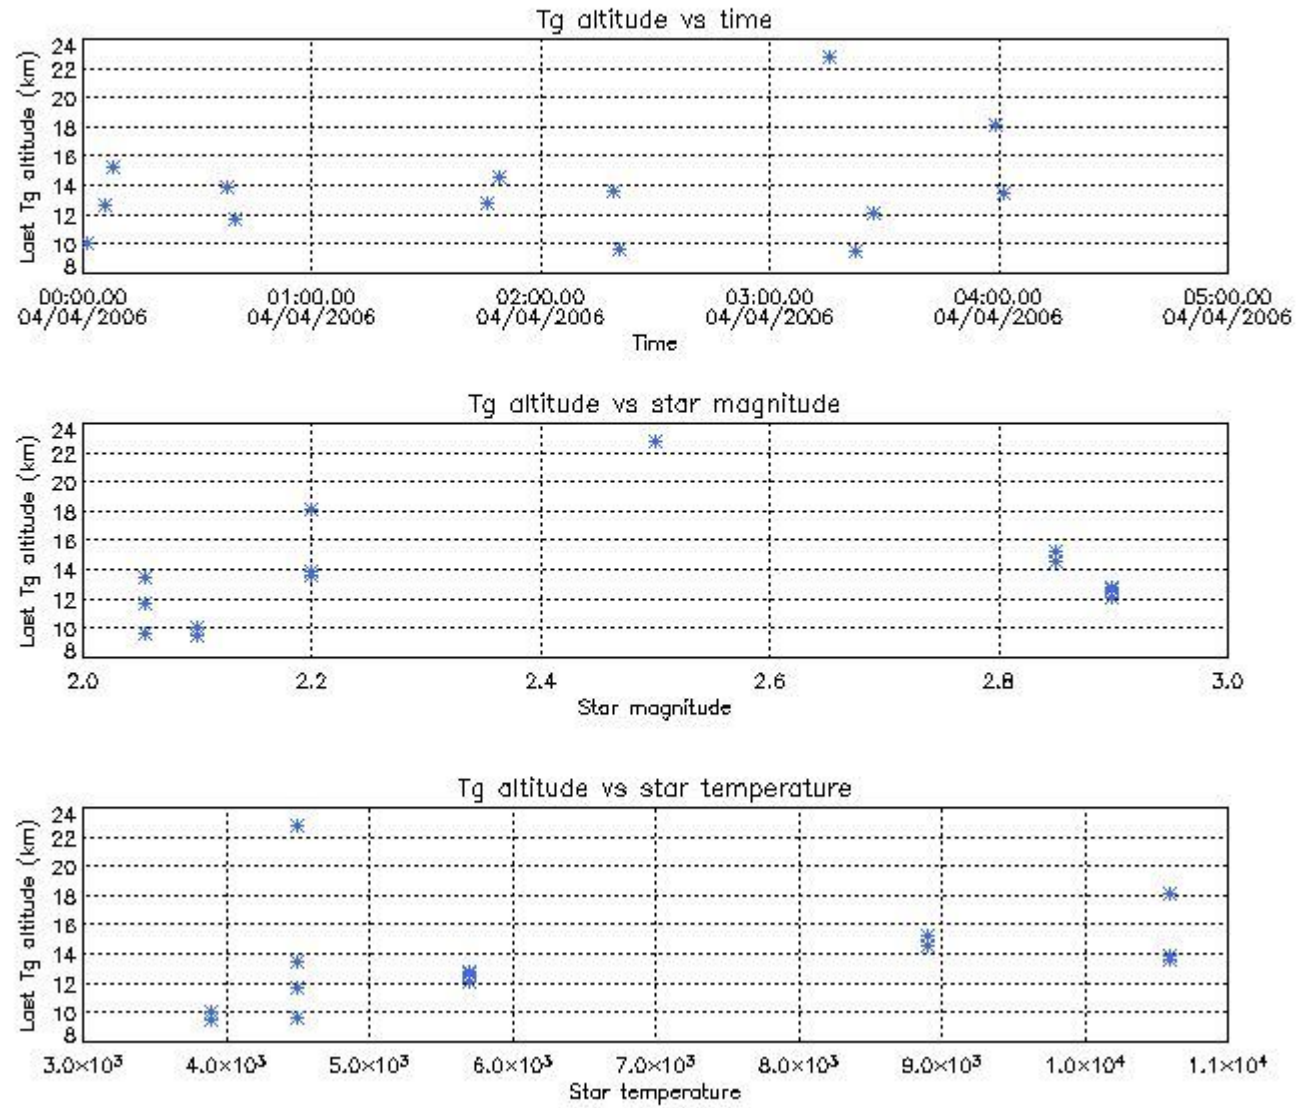 Tg altitude vs time
Last Tg altitude (km)
24
22
20
18
16
14
12
10
8
00:00.00 01:00.00 02:00.00 03:00.00 04:00.00 05:00.00
04/04/2006 04/04/2006 04/04/2006 04/04/2006 04/04/2006 04/04/2006
Time
Tg altitude vs star magnitude
Last Tg altitude (km)
24
22
20
18
16
14
12
10
8
2.0 2.2 2.4 2.6 2.8 3.0
Star magnitude
Tg altitude vs star temperature
Last Tg altitude (km)
24
22
20
18
16
14
12
10
8
3.0×10³ 4.0×10³ 5.0×10³ 6.0×10³ 7.0×10³ 8.0×10³ 9.0×10³ 1.0×10⁴ 1.1×10⁴
Star temperature